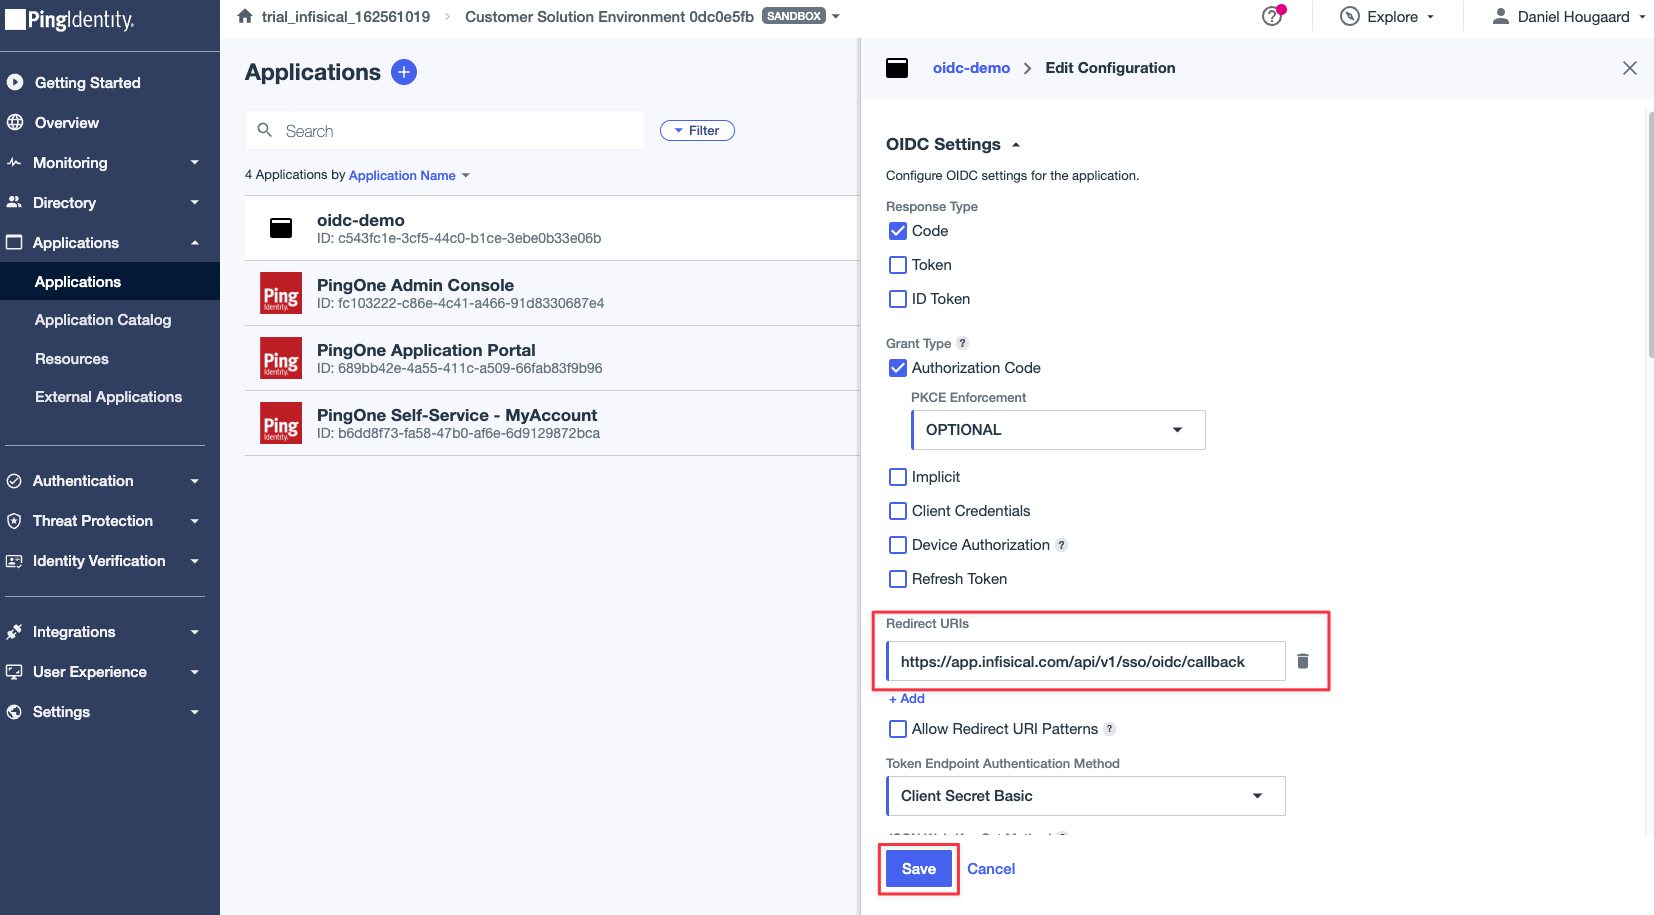 PingIdentity.
trial_infisical_162561019
Customer Solution Environment 0dc0e5fb
SANDBOX
?
Explore
Daniel Hougaard
Getting Started
Overview
Monitoring
Directory
Applications
Applications
Application Catalog
Resources
External Applications
Authentication
Threat Protection
Identity Verification
Integrations
User Experience
Settings
Applications
Search
Filter
4 Applications by Application Name
oidc-demo
ID: c543fc1e-3cf5-44c0-b1ce-3ebe0b33e06b
Ping
Identity.
PingOne Admin Console
ID: fc103222-c86e-4c41-a466-91d8330687e4
Ping
Identity.
PingOne Application Portal
ID: 689bb42e-4a55-411c-a509-66fab83f9b96
Ping
Identity.
PingOne Self-Service - MyAccount
ID: b6dd8f73-fa58-47b0-af6e-6d9129872bca
oidc-demo > Edit Configuration
OIDC Settings
Configure OIDC settings for the application.
Response Type
Code
Token
ID Token
Grant Type ?
Authorization Code
PKCE Enforcement
OPTIONAL
Implicit
Client Credentials
Device Authorization ?
Refresh Token
Redirect URIs
https://app.infisical.com/api/v1/sso/oidc/callback
+ Add
Allow Redirect URI Patterns ?
Token Endpoint Authentication Method
Client Secret Basic
Save
Cancel